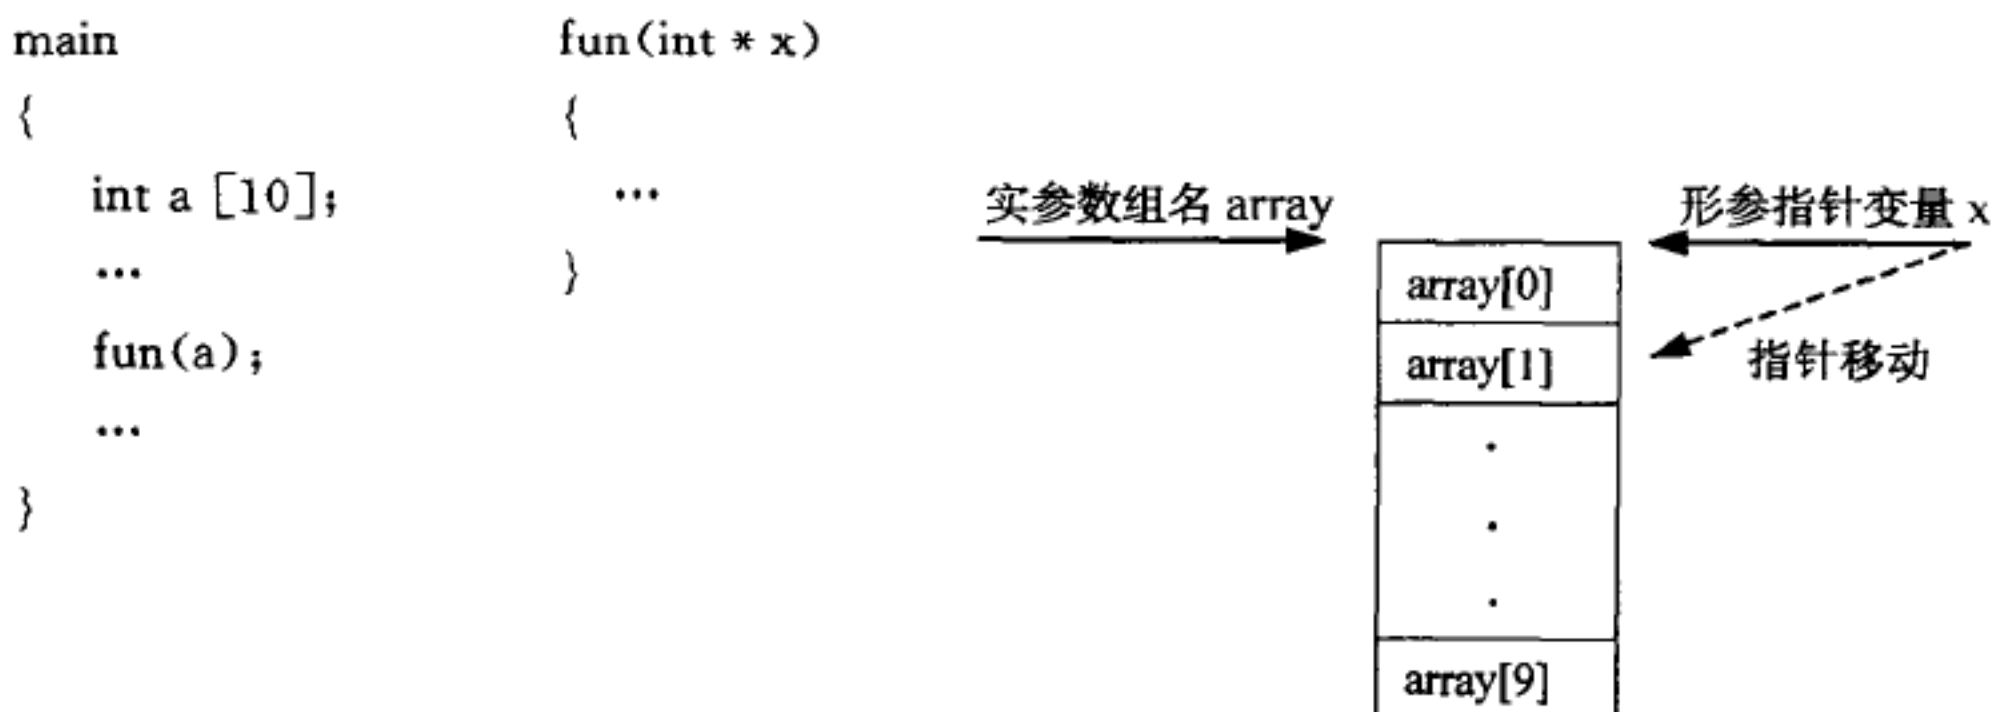 main
{
int a [10];
…
fun(a);
…
}
fun(int * x)
{
…
}
实参数组名 array
形参指针变量 x
指针移动
array[0]
array[1]
.
.
.
array[9]